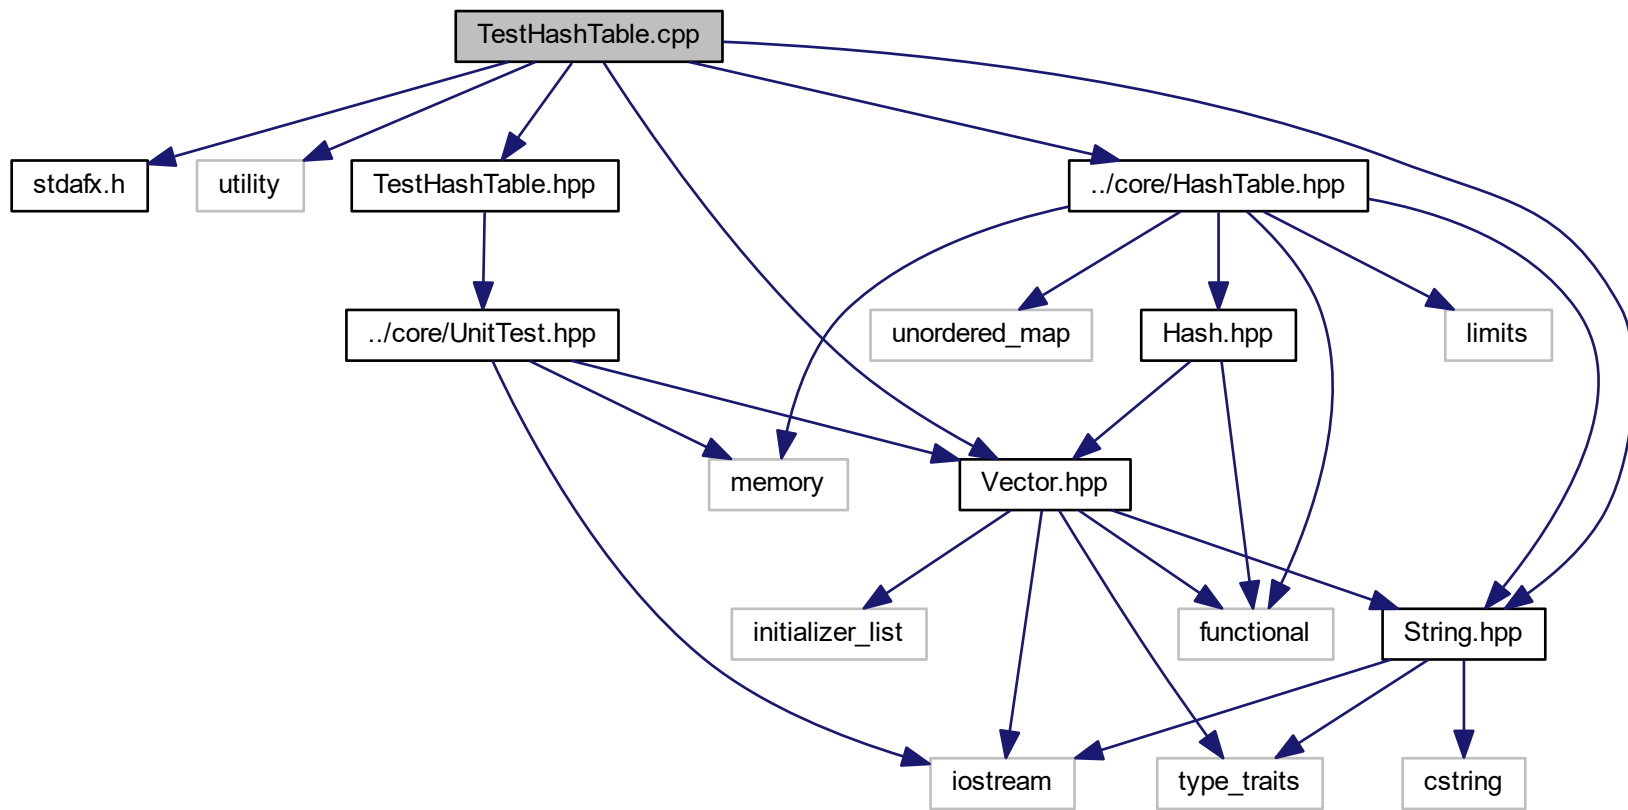 TestHashTable.cpp
stdafx.h
utility
TestHashTable.hpp
../core/HashTable.hpp
../core/UnitTest.hpp
unordered_map
Hash.hpp
limits
memory
Vector.hpp
initializer_list
functional
String.hpp
iostream
type_traits
cstring